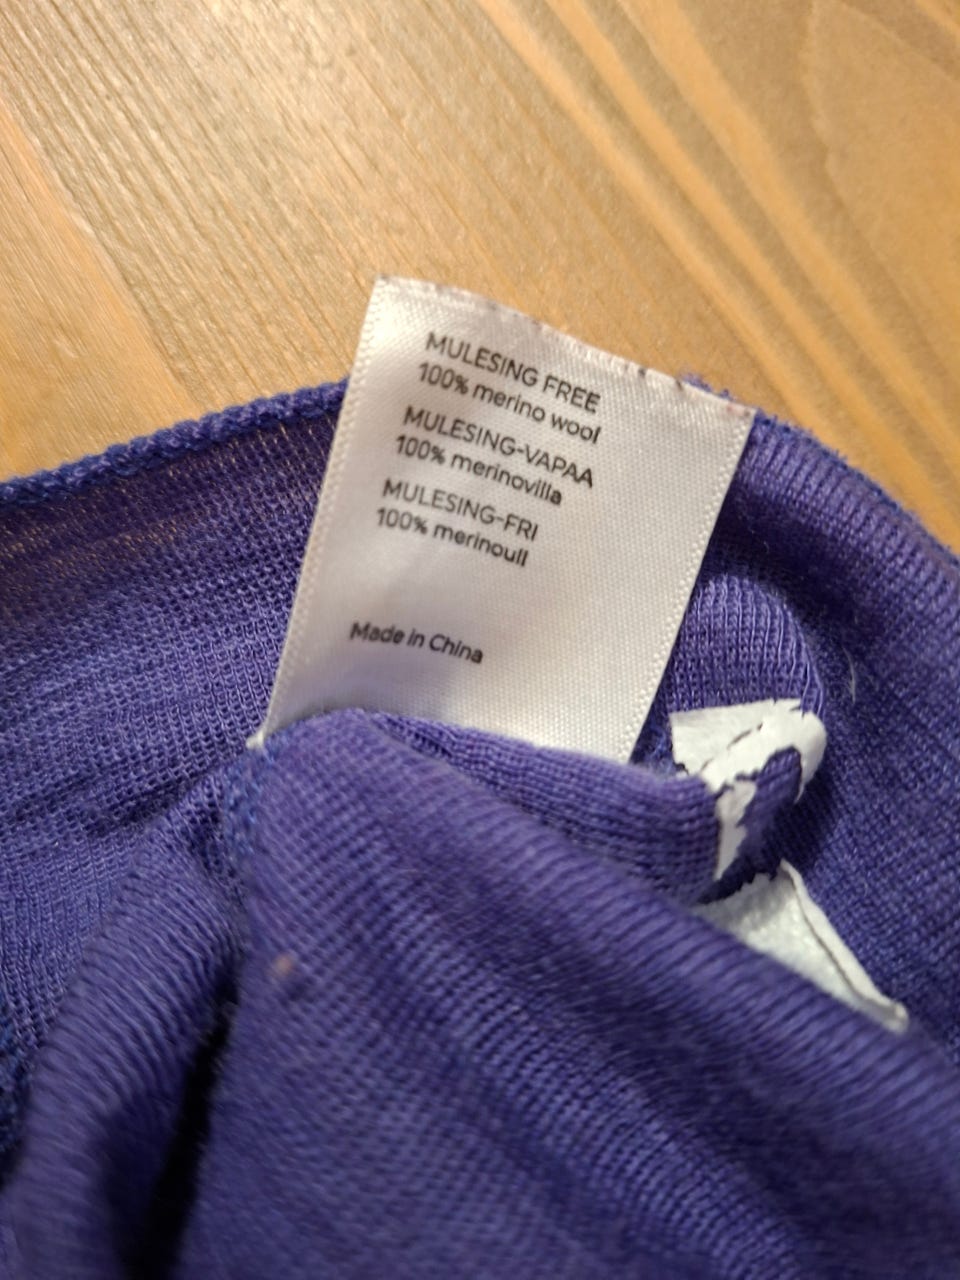 MULESING FREE
100% merino wool
MULESING-VAPAA
100% merinovilla
MULESING-FRI
100% merinoull
Made in China